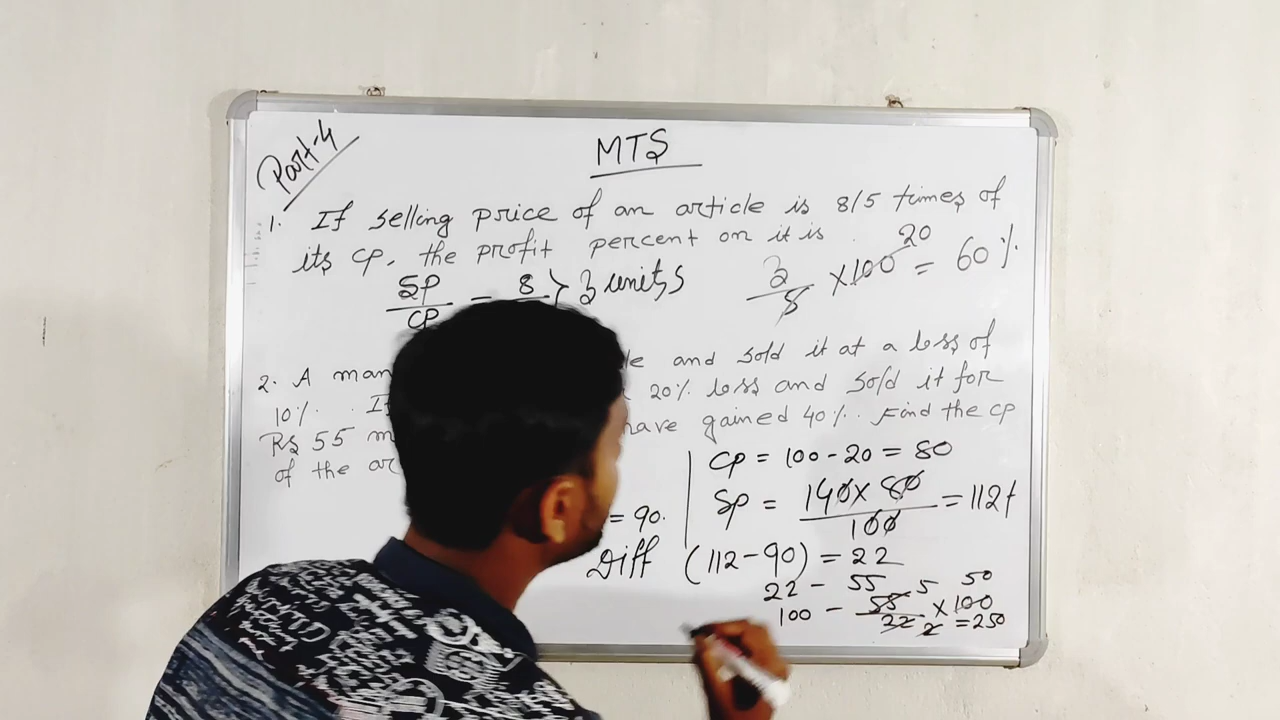 Part-4
MTS
1. If selling price of an article is 8/5 times of
its CP, the profit percent on it is .
SP/CP = 8 > 3 units
3/5 × 100 20 = 60%
2. A man and sold it at a loss of
10%. If 20% loss and sold it for
Rs 55 have gained 40%. Find the CP
of the
= 90.
CP = 100 - 20 = 80
SP = 140 × 80 / 100 = 112
Diff (112 - 90) = 22
22 - 55
100 - 55/22 × 100 = 250
5 50
2